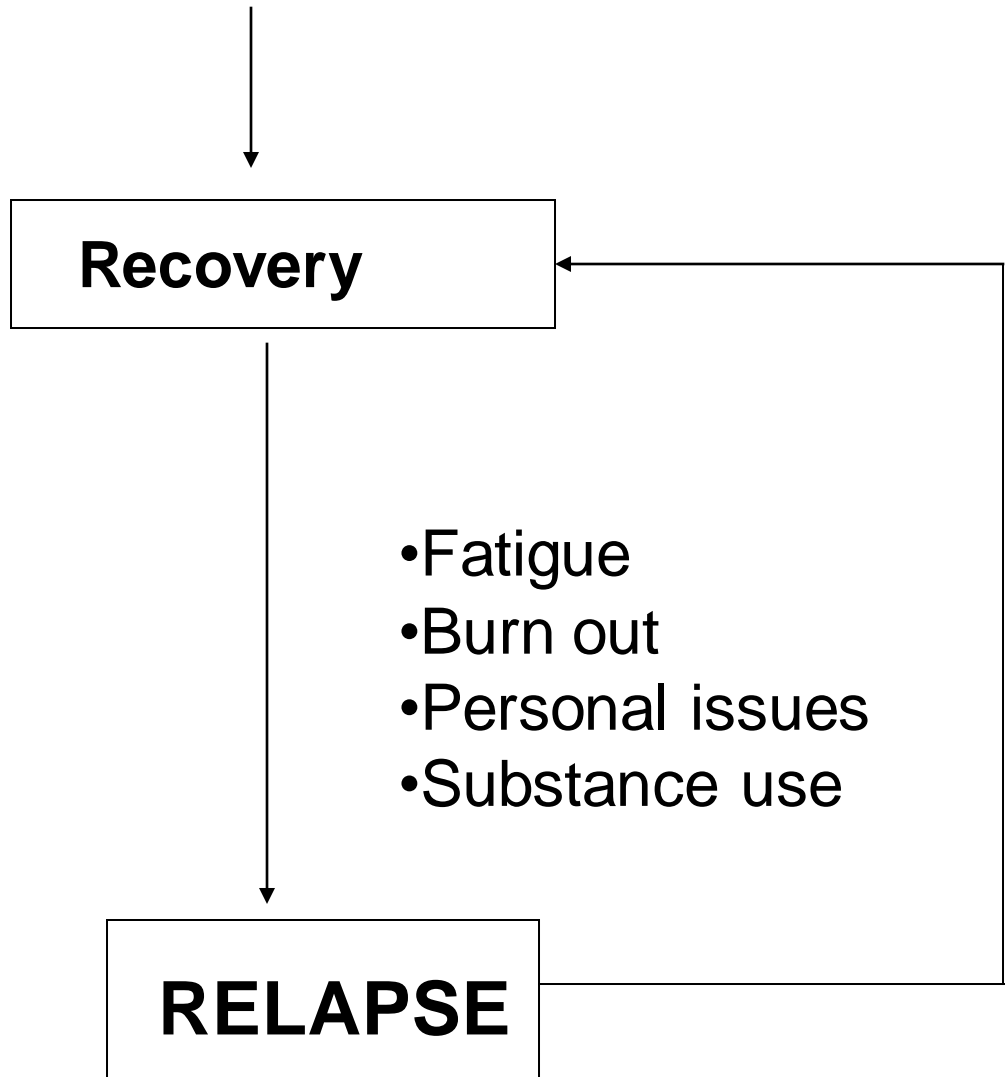 Recovery
•Fatigue
•Burn out
•Personal issues
•Substance use
RELAPSE